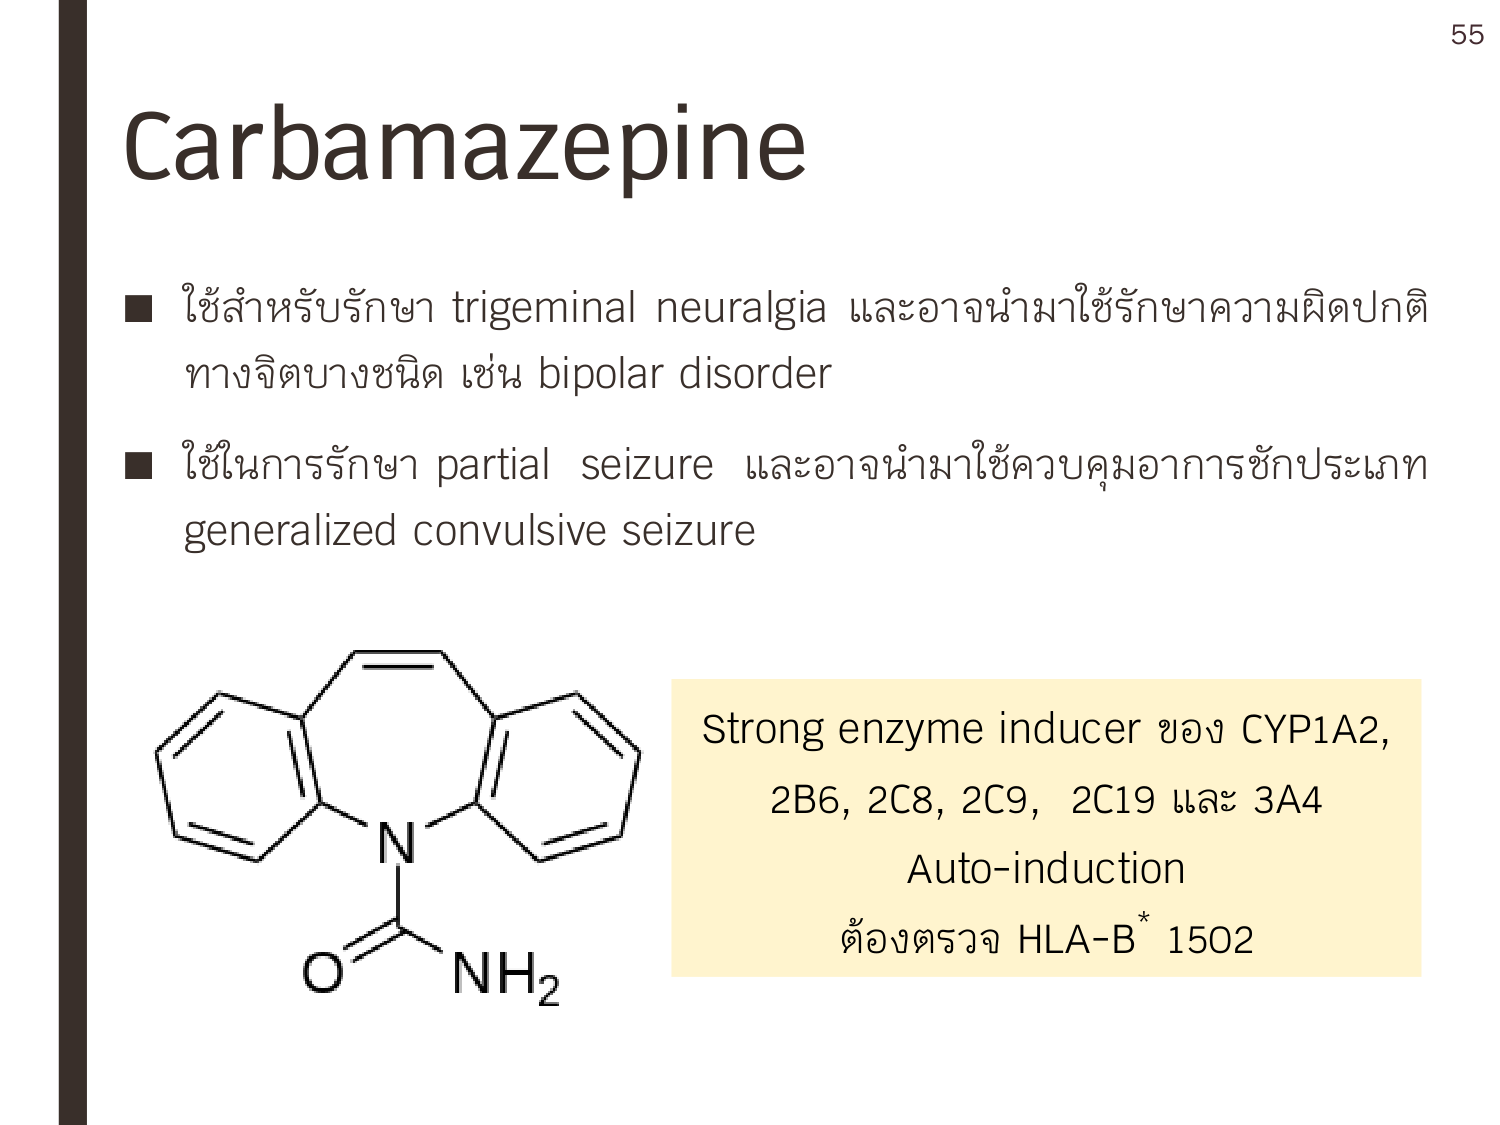 55
Carbamazepine
■ ใช้สำหรับรักษา trigeminal neuralgia และอาจนำมาใช้รักษาความผิดปกติ
ทางจิตบางชนิด เช่น bipolar disorder
■ ใช้ในการรักษา partial seizure และอาจนำมาใช้ควบคุมอาการชักประเภท
generalized convulsive seizure
Strong enzyme inducer ของ CYP1A2,
2B6, 2C8, 2C9, 2C19 และ 3A4
Auto-induction
ต้องตรวจ HLA-B* 1502
N
O
NH2